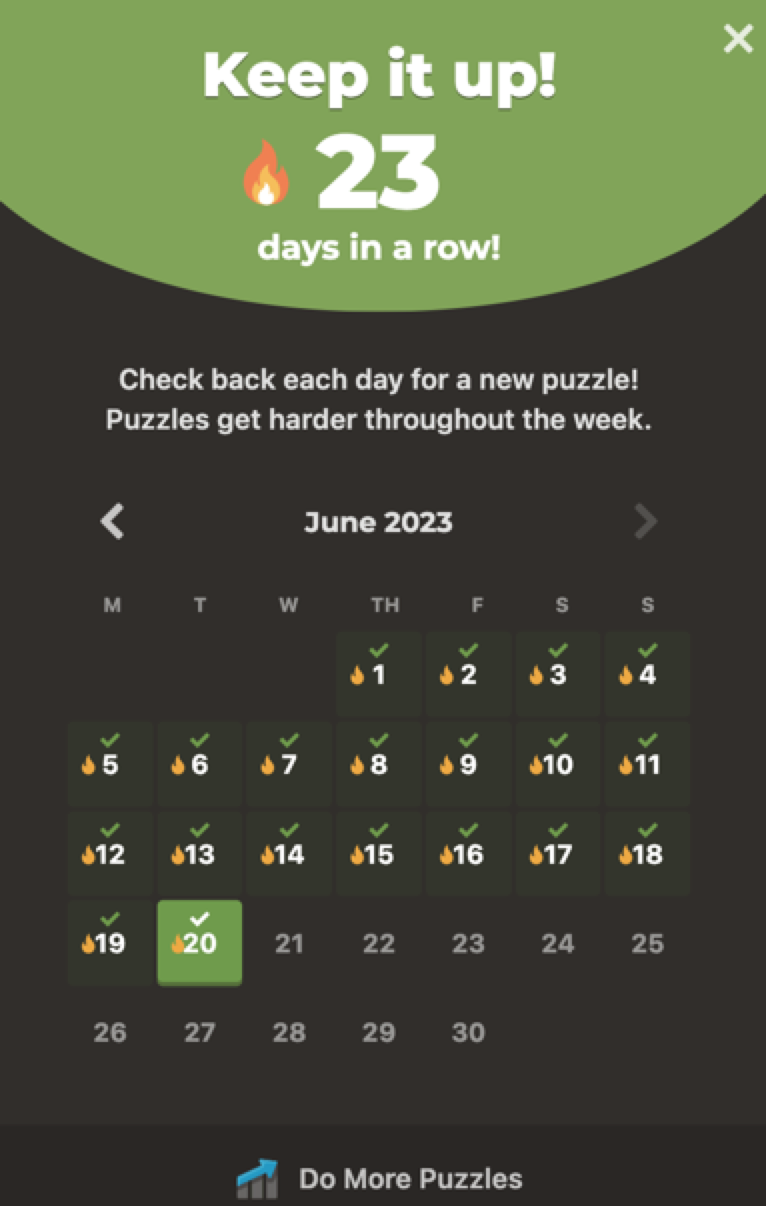 Keep it up!
23
days in a row!
Check back each day for a new puzzle!
Puzzles get harder throughout the week.
June 2023
M T W TH F S S
1 2 3 4
5 6 7 8 9 10 11
12 13 14 15 16 17 18
19 20 21 22 23 24 25
26 27 28 29 30
Do More Puzzles